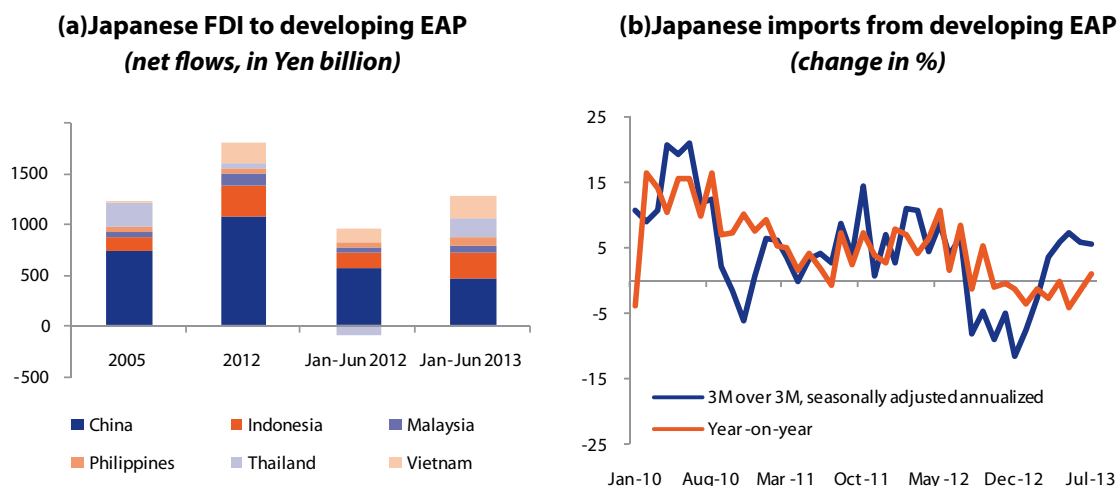 (a)Japanese FDI to developing EAP
(net flows, in Yen billion)
1500
1000
500
0
-500
2005 2012 Jan-Jun 2012 Jan-Jun 2013
China Indonesia Malaysia
Philippines Thailand Vietnam
(b)Japanese imports from developing EAP
(change in %)
25
15
5
-5
-15
-25
3M over 3M, seasonally adjusted annualized
Year-on-year
Jan-10 Aug-10 Mar-11 Oct-11 May-12 Dec-12 Jul-13